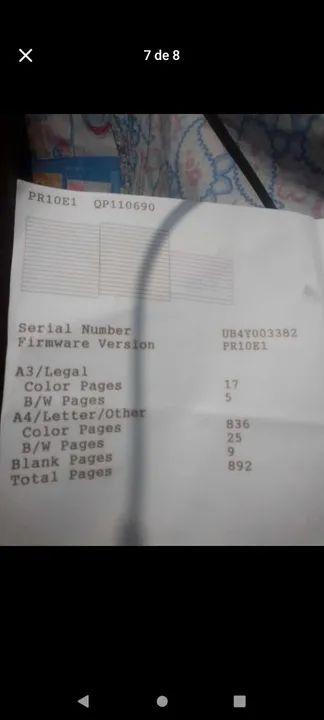 7 de 8
PR10E1 QP110690
Serial Number UB4Y003382
Firmware Version PR10E1
A3/Legal
Color Pages 17
B/W Pages 5
A4/Letter/Other
Color Pages 836
B/W Pages 25
Blank Pages 9
Total Pages 892